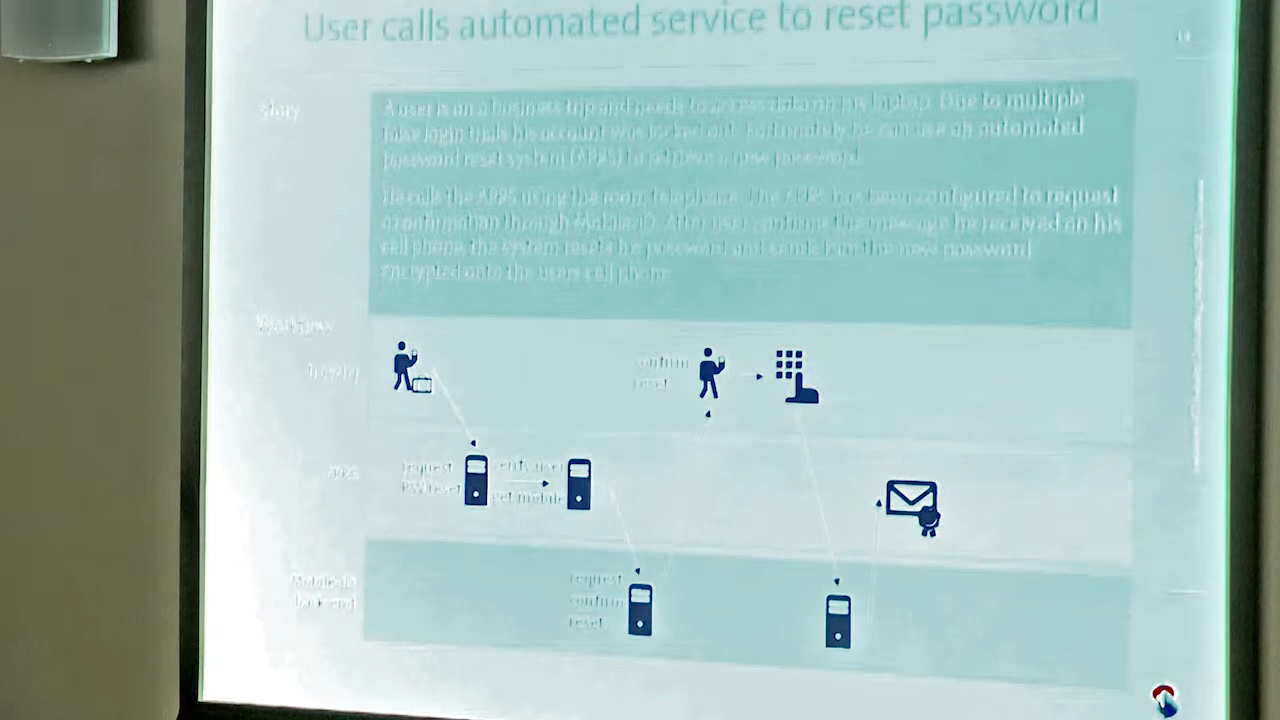 User calls automated service to reset password
Story
A user is on a business trip and needs to access data on his laptop. Due to multiple
fake login trials his account was locked out. Fortunately he can use an automated
password reset system (APRS) to retrieve a new password.
He calls the APRS using the room telephone. The APRS has been configured to request
confirmation through Mobile ID. After user confirms the message he received on his
cell phone, the system resets his password and sends him the new password
encrypted onto the users cell phone
Workflow
confirm
reset
request verify user
PW reset get mobile
Mobile ID
back-end
request
confirm
reset